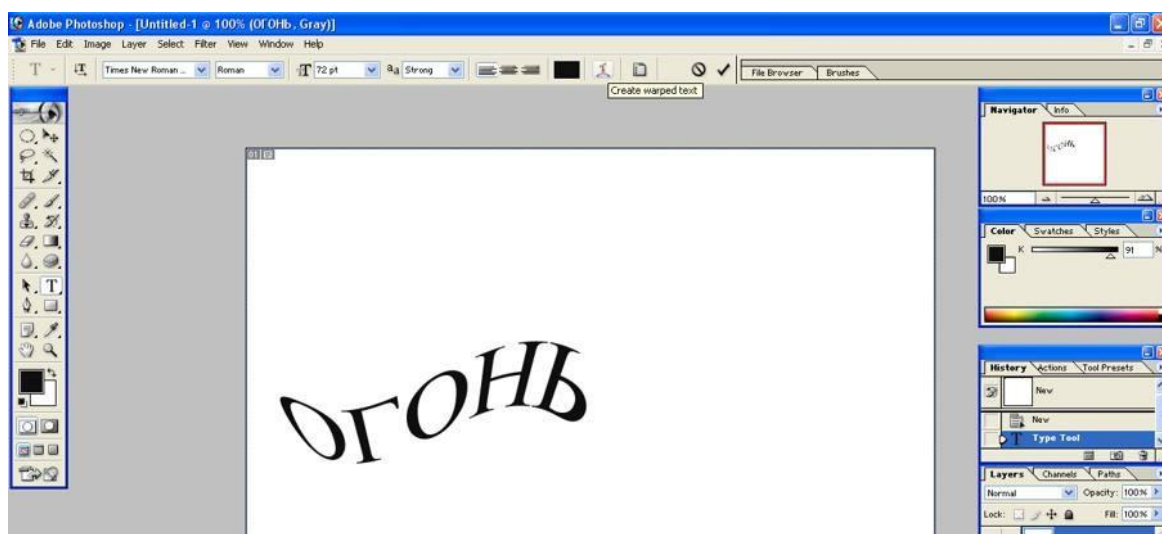 Adobe Photoshop - [Untitled-1 @ 100% (ОГОНЬ, Gray)]
File Edit Image Layer Select Filter View Window Help
T Times New Roman ... Roman T 72 pt aa Strong File Browser Brushes
Create warped text
Navigator Info
100%
Color Swatches Styles
K 91 %
01
T
ОГОНЬ
History Actions Tool Presets
New
New
T Type Tool
Layers Channels Paths
Normal Opacity: 100%
Lock: Fill: 100%